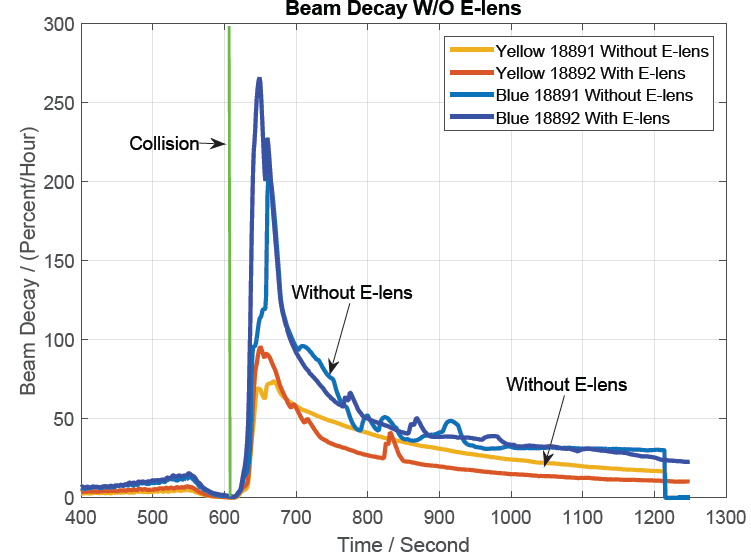 Beam Decay W/O E-lens
300
250
200
150
100
50
0
Beam Decay / (Percent/Hour)
Yellow 18891 Without E-lens
Yellow 18892 With E-lens
Blue 18891 Without E-lens
Blue 18892 With E-lens
Collision
Without E-lens
Without E-lens
400 500 600 700 800 900 1000 1100 1200 1300
Time / Second